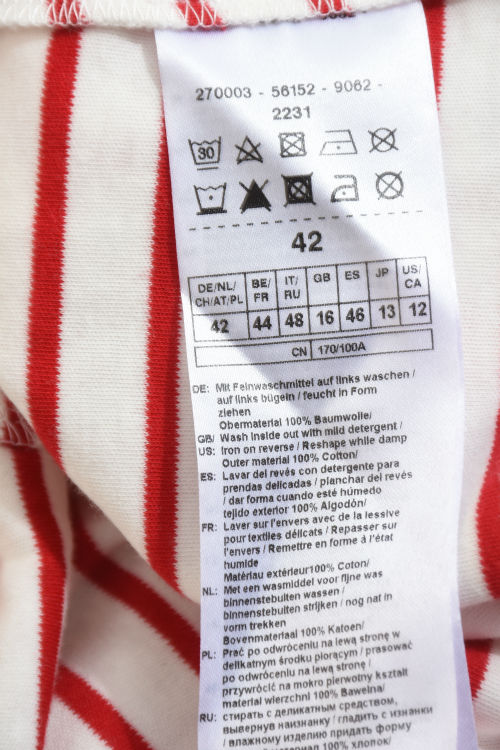 270003 - 56152 - 9062 -
2231
30
42
DE/NL/ CH/AT/PL BE/ FR IT/ RU GB ES JP US/ CA
42 44 48 16 46 13 12
CN 170/100A
DE: Mit Feinwaschmittel auf links waschen /
auf links bügeln / feucht in Form
ziehen
Obermaterial 100% Baumwolle/
GB/ Wash inside out with mild detergent /
US: Iron on reverse / Reshape while damp
Outer material 100% Cotton/
ES: Lavar del revés con detergente para
prendas delicadas / planchar del revés
/ dar forma cuando esté húmedo
tejido exterior 100% Algodón/
FR: Laver sur l'envers avec de la lessive
pour textiles délicats / Repasser sur
l'envers / Remettre en forme à l'état
humide
Matériau extérieur100% Coton/
NL: Met een wasmiddel voor fijne was
binnenstebuiten wassen /
binnenstebuiten strijken / nog nat in
vorm trekken
Bovenmateriaal 100% Katoen/
PL: Prać po odwróceniu na lewą stronę w
delikatnym środku piorącym / prasować
po odwróceniu na lewą stronę /
przywrócić na mokro pierwotny kształt
materiał wierzchni 100% Bawełna/
RU: стирать с деликатным средством,
вывернув наизнанку / гладить с изнанки
/ влажному изделию придать форму /
материал 100% хлопок/